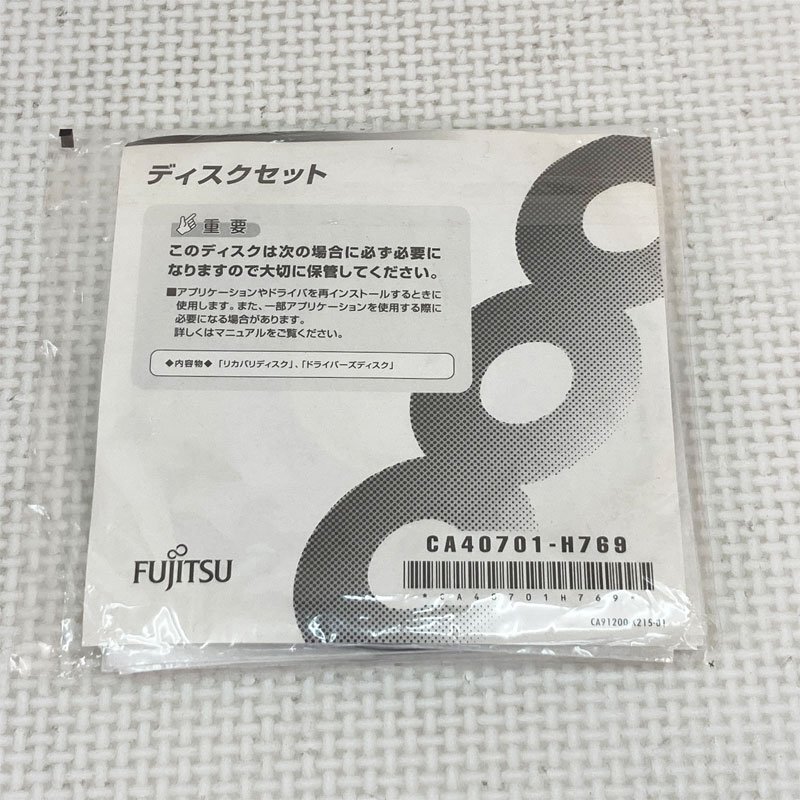 ディスクセット
重要
このディスクは次の場合に必ず必要に
なりますので大切に保管してください。
■アプリケーションやドライバを再インストールするときに
使用します。また、一部アプリケーションを使用する際に
必要になる場合があります。
詳しくはマニュアルをご覧ください。
◆内容物◆「リカバリディスク」、「ドライバーズディスク」
CA40701-H769
FUJITSU
*CA40701H769*
CA91200-K215-01